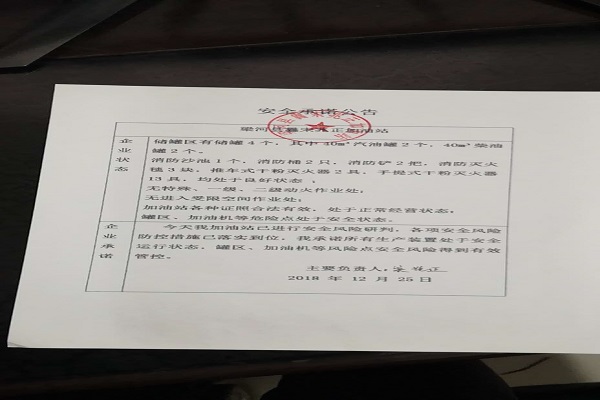 安全承诺公告
梁河县 正加油站
企业状态
储罐区有储罐4个，其中40m³汽油罐2个，40m³柴油
罐2个。
消防沙池1个，消防桶2只，消防铲2把，消防灭火
毯3块，推车式干粉灭火器2具，手提式干粉灭火器
13具，均处于良好状态；
无特殊、一级、二级动火作业处；
无进入受限空间作业处；
加油站各种证照合法有效，处于正常经营状态；
罐区、加油机等危险点处于安全状态。
企业承诺
今天我加油站已进行安全风险研判，各项安全风险
防控措施已落实到位，我承诺所有生产装置处于安全
运行状态，罐区、加油机等风险点安全风险得到有效
管控。
主要负责人：
2018 年 12 月 25日